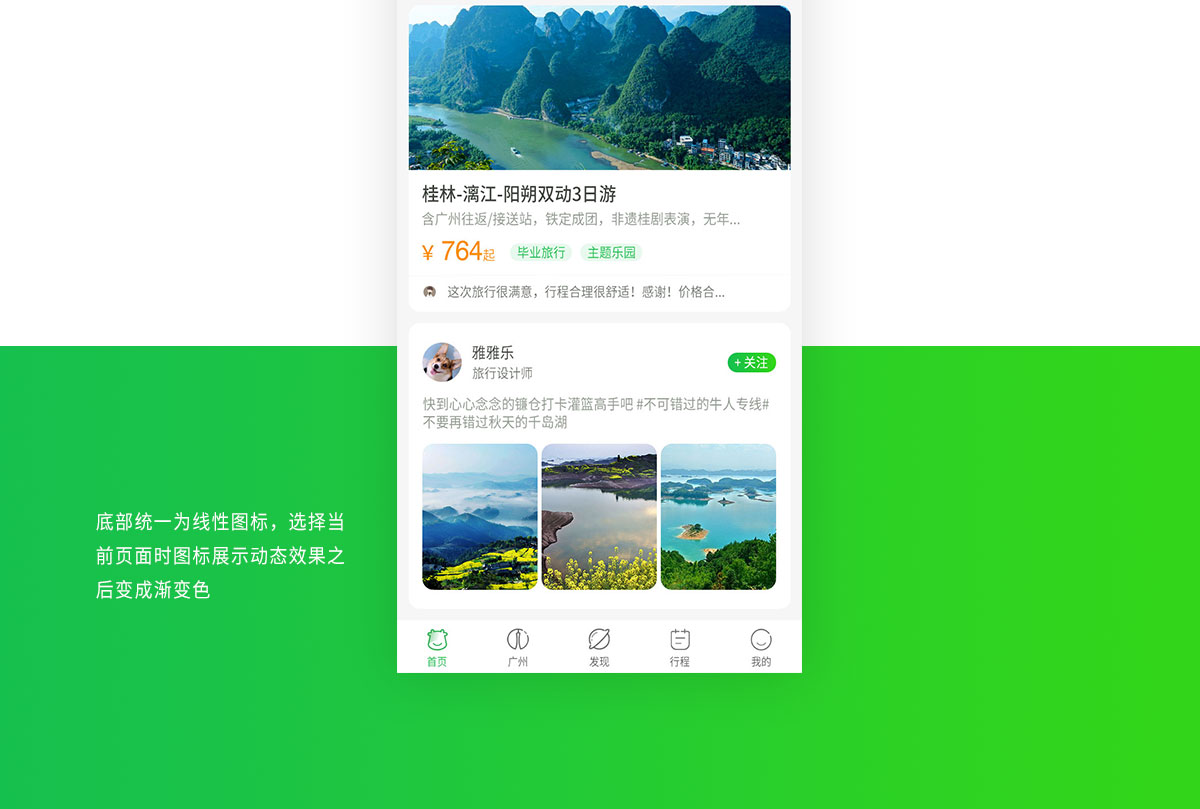 桂林-漓江-阳朔双动3日游
含广州往返/接送站，铁定成团，非遗桂剧表演，无年...
¥ 764起 毕业旅行 主题乐园
这次旅行很满意，行程合理很舒适！感谢！价格合...
雅雅乐
旅行设计师
+ 关注
快到心心念念的镰仓打卡灌篮高手吧 #不可错过的牛人专线#
不要再错过秋天的千岛湖
底部统一为线性图标，选择当
前页面时图标展示动态效果之
后变成渐变色
首页 广州 发现 行程 我的